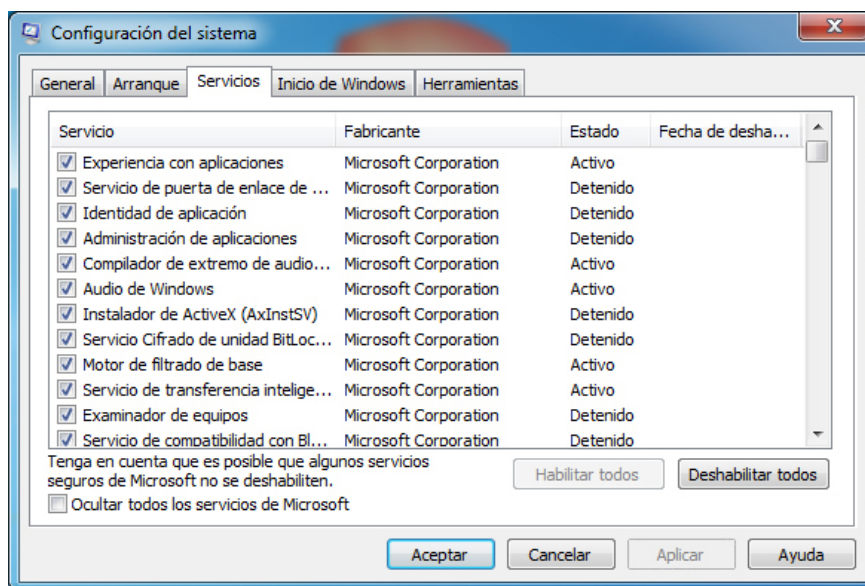 Configuración del sistema
General Arranque Servicios Inicio de Windows Herramientas
Servicio Fabricante Estado Fecha de desha...
Experiencia con aplicaciones Microsoft Corporation Activo
Servicio de puerta de enlace de ... Microsoft Corporation Detenido
Identidad de aplicación Microsoft Corporation Detenido
Administración de aplicaciones Microsoft Corporation Detenido
Compilador de extremo de audio... Microsoft Corporation Activo
Audio de Windows Microsoft Corporation Activo
Instalador de ActiveX (AxInstSV) Microsoft Corporation Detenido
Servicio Cifrado de unidad BitLoc... Microsoft Corporation Detenido
Motor de filtrado de base Microsoft Corporation Activo
Servicio de transferencia intelige... Microsoft Corporation Activo
Examinador de equipos Microsoft Corporation Detenido
Servicio de compatibilidad con Bl... Microsoft Corporation Detenido
Tenga en cuenta que es posible que algunos servicios
seguros de Microsoft no se deshabiliten.
Habilitar todos Deshabilitar todos
Ocultar todos los servicios de Microsoft
Aceptar Cancelar Aplicar Ayuda